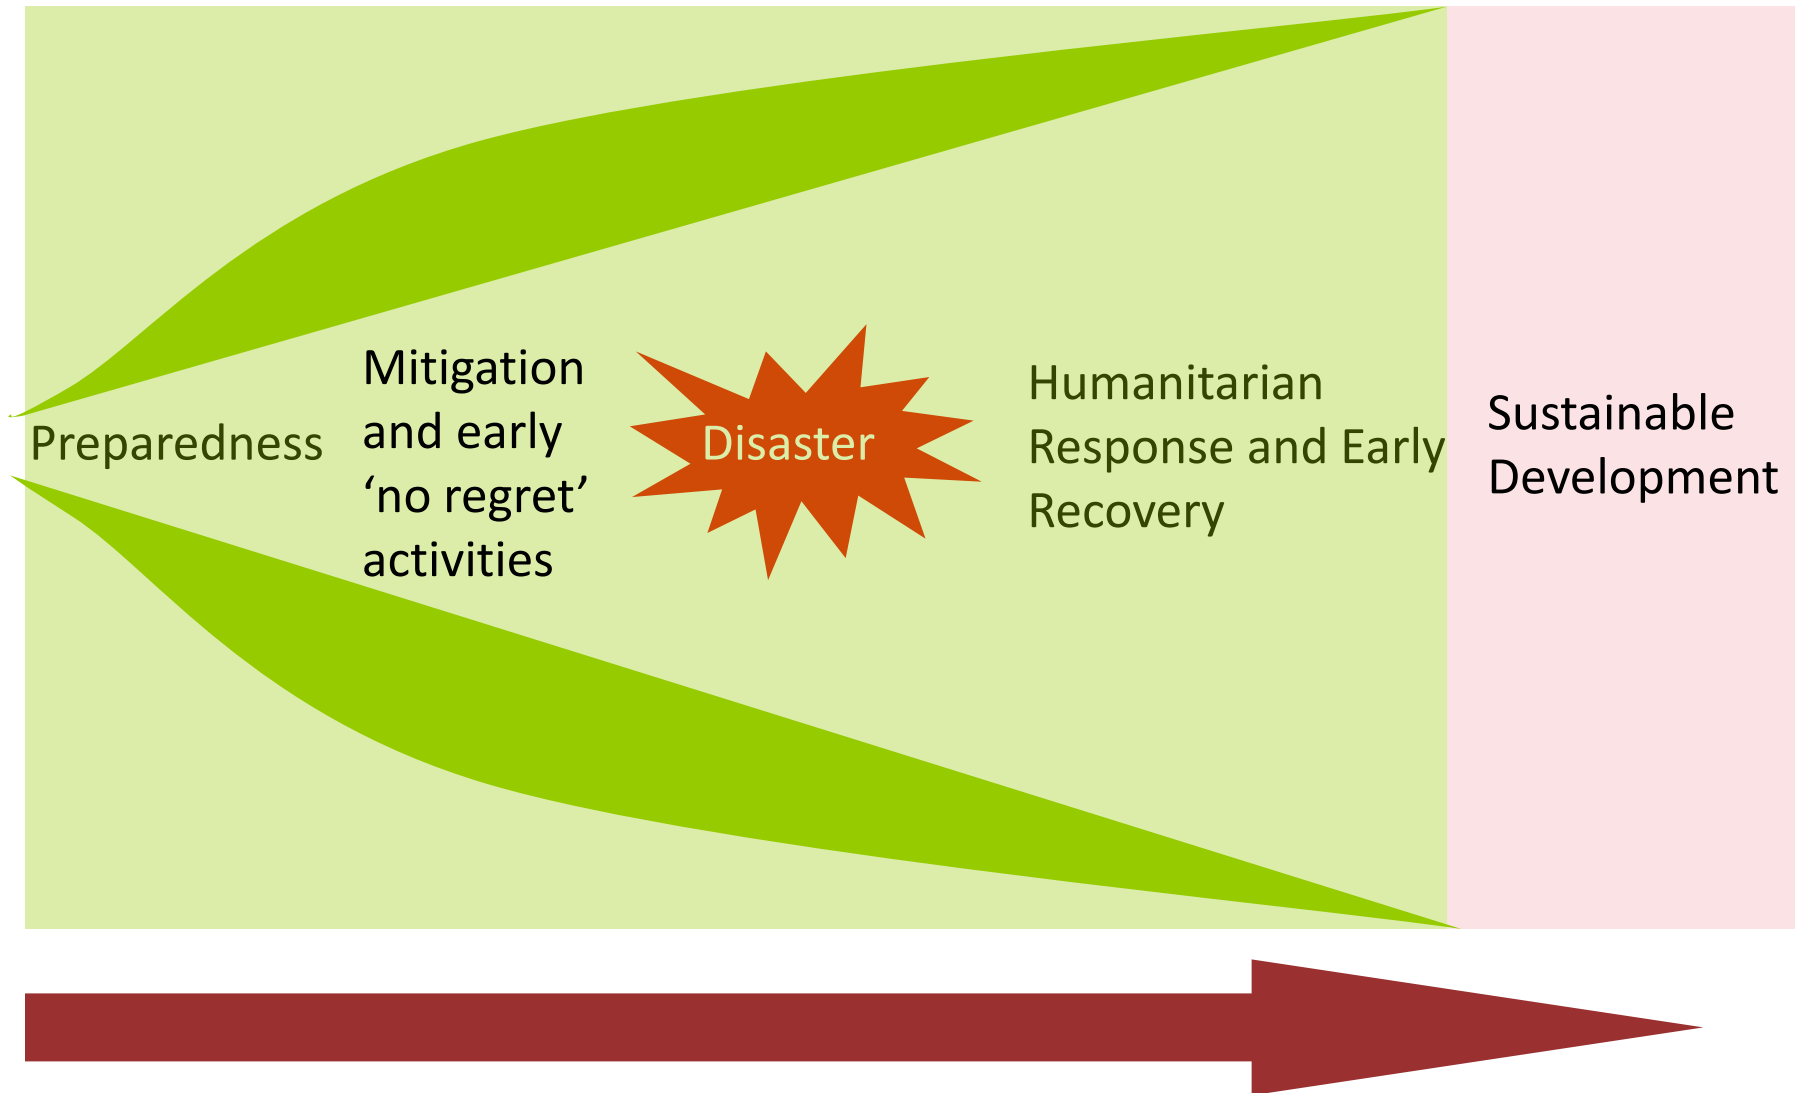 Preparedness
Mitigation
and early
‘no regret’
activities
Disaster
Humanitarian
Response and Early
Recovery
Sustainable
Development